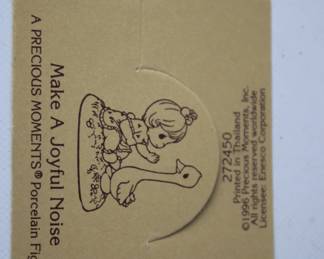 Make A Joyful Noise
A PRECIOUS MOMENTS® Porcelain Fig
272450
Printed in Thailand
©1996 Precious Moments, Inc.
All rights reserved worldwide
Licensee: Enesco Corporation